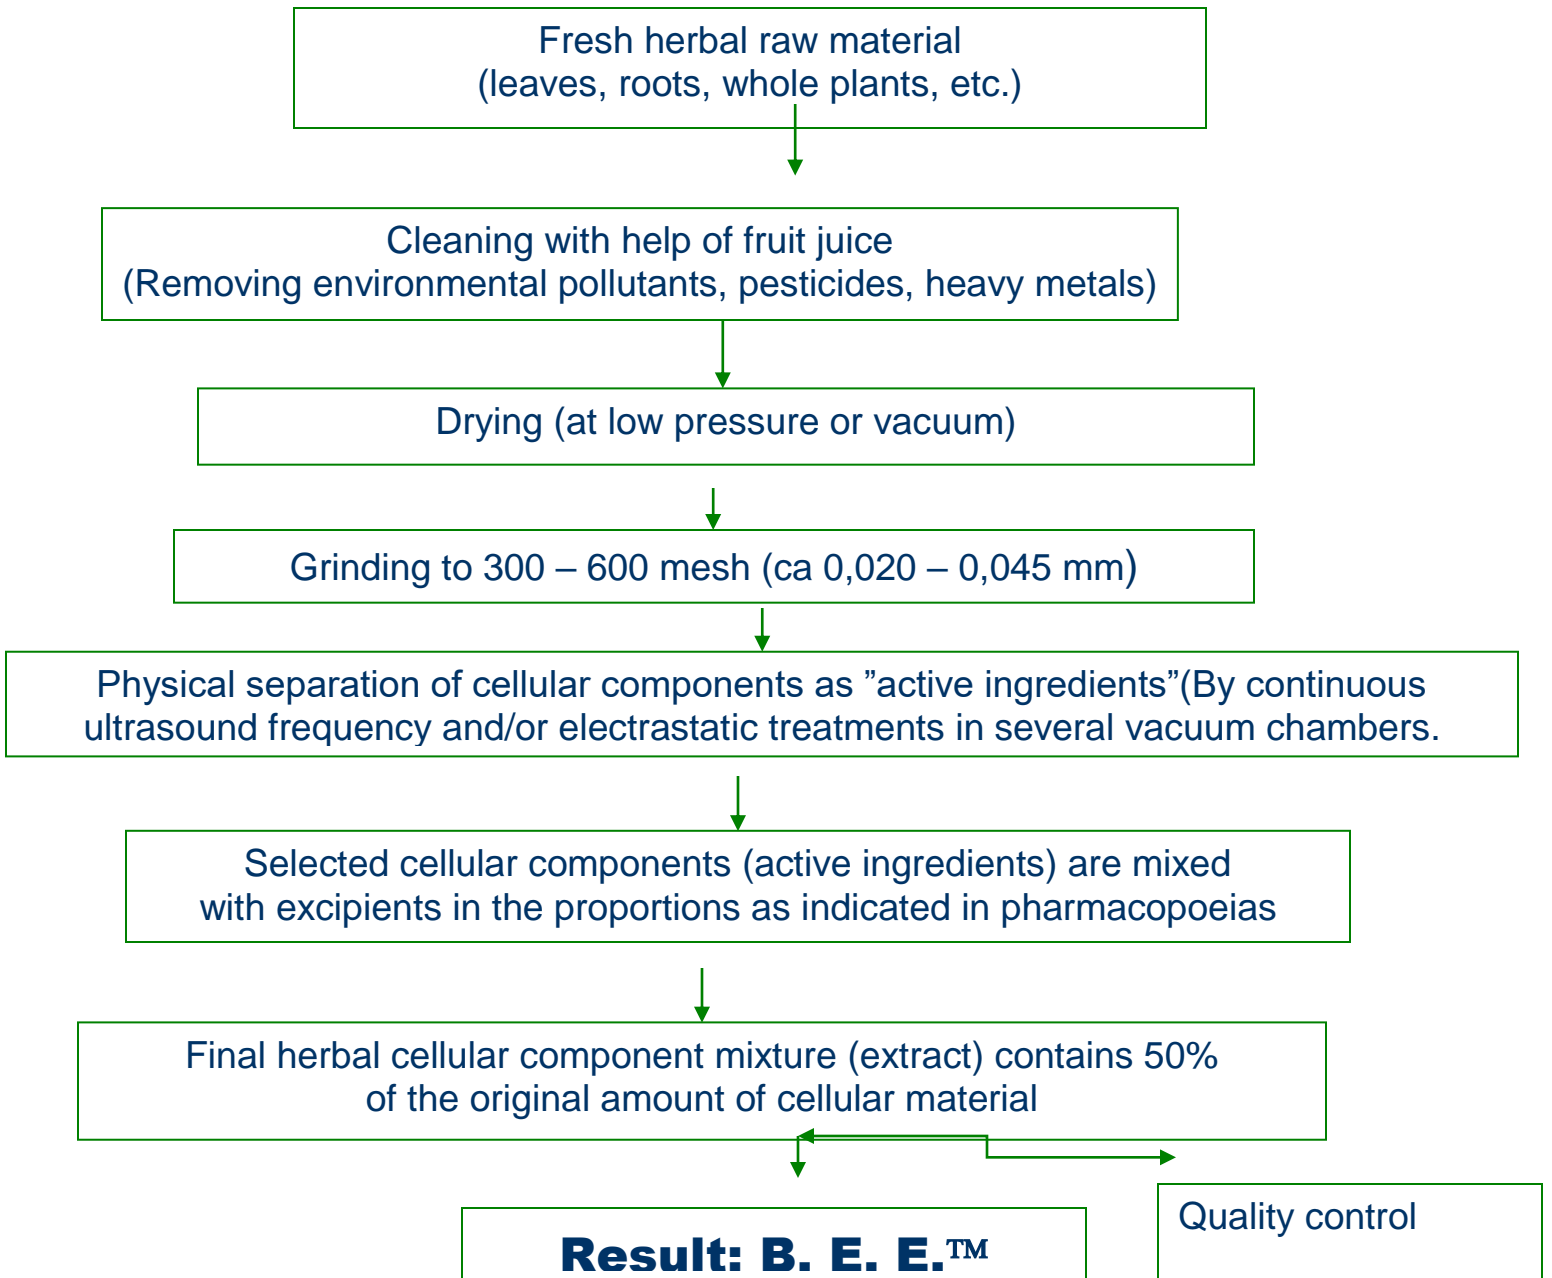 Fresh herbal raw material
(leaves, roots, whole plants, etc.)
Cleaning with help of fruit juice
(Removing environmental pollutants, pesticides, heavy metals)
Drying (at low pressure or vacuum)
Grinding to 300 – 600 mesh (ca 0,020 – 0,045 mm)
Physical separation of cellular components as ”active ingredients”(By continuous
ultrasound frequency and/or electrastatic treatments in several vacuum chambers.
Selected cellular components (active ingredients) are mixed
with excipients in the proportions as indicated in pharmacopoeias
Final herbal cellular component mixture (extract) contains 50%
of the original amount of cellular material
Quality control
Result: B. E. E.™